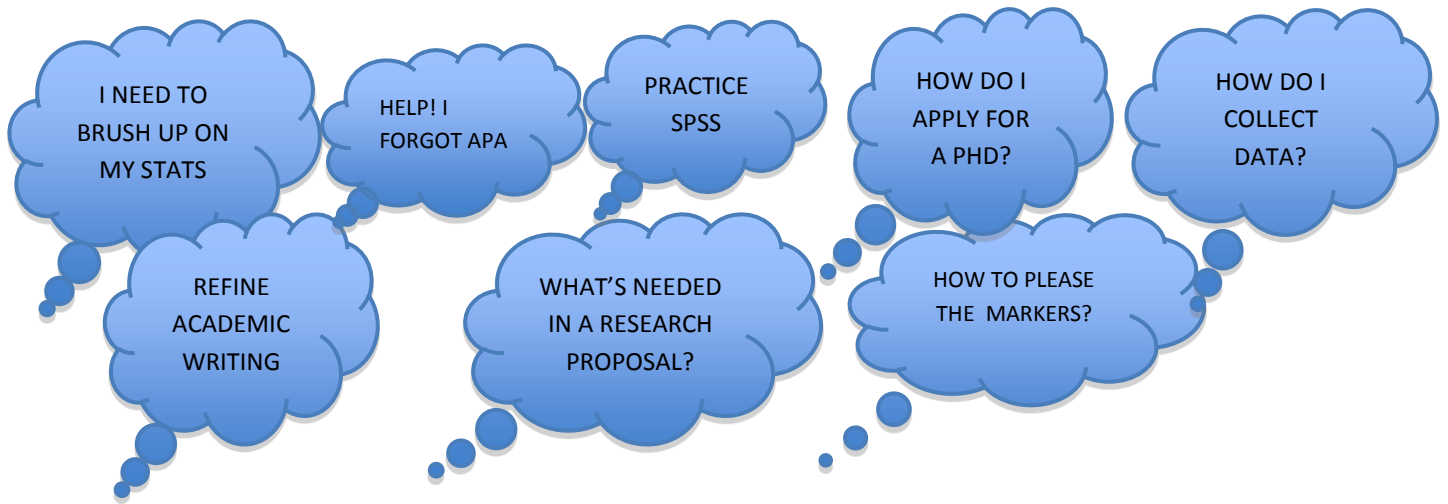 I NEED TO
BRUSH UP ON
MY STATS
HELP! I
FORGOT APA
PRACTICE
SPSS
HOW DO I
APPLY FOR
A PHD?
HOW DO I
COLLECT
DATA?
REFINE
ACADEMIC
WRITING
WHAT’S NEEDED
IN A RESEARCH
PROPOSAL?
HOW TO PLEASE
THE  MARKERS?